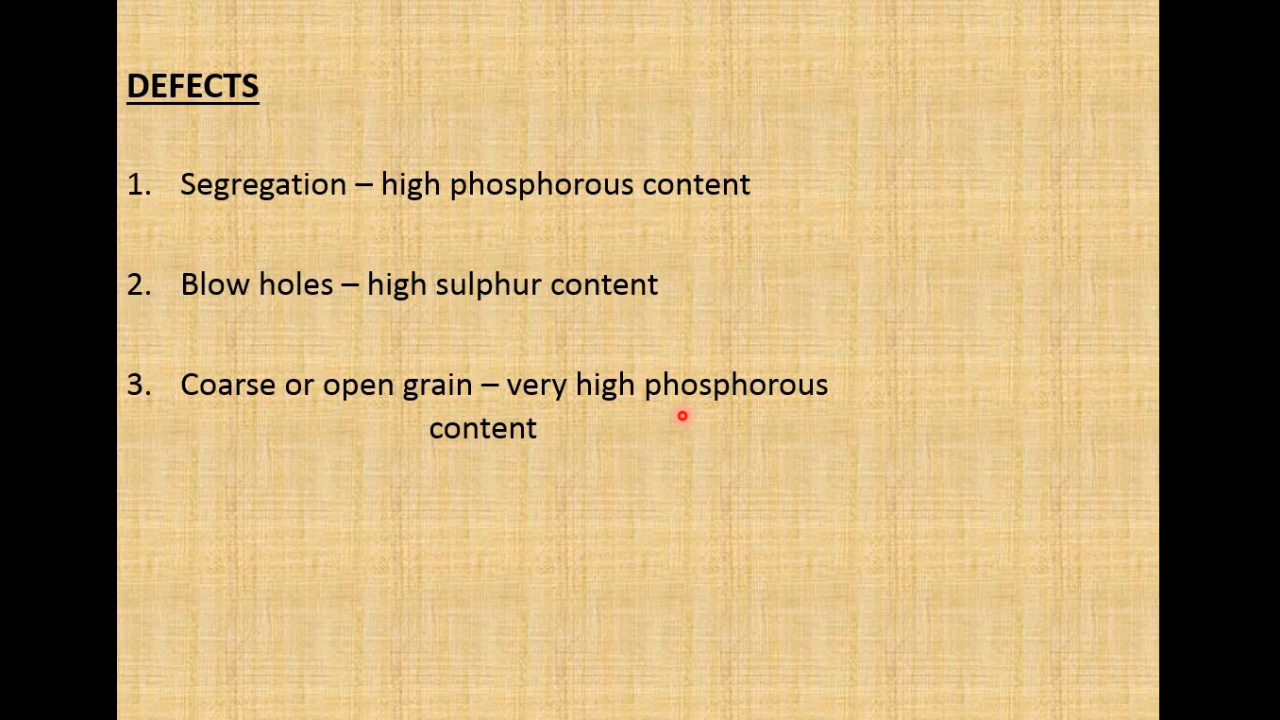 DEFECTS
1. Segregation – high phosphorous content
2. Blow holes – high sulphur content
3. Coarse or open grain – very high phosphorous
content